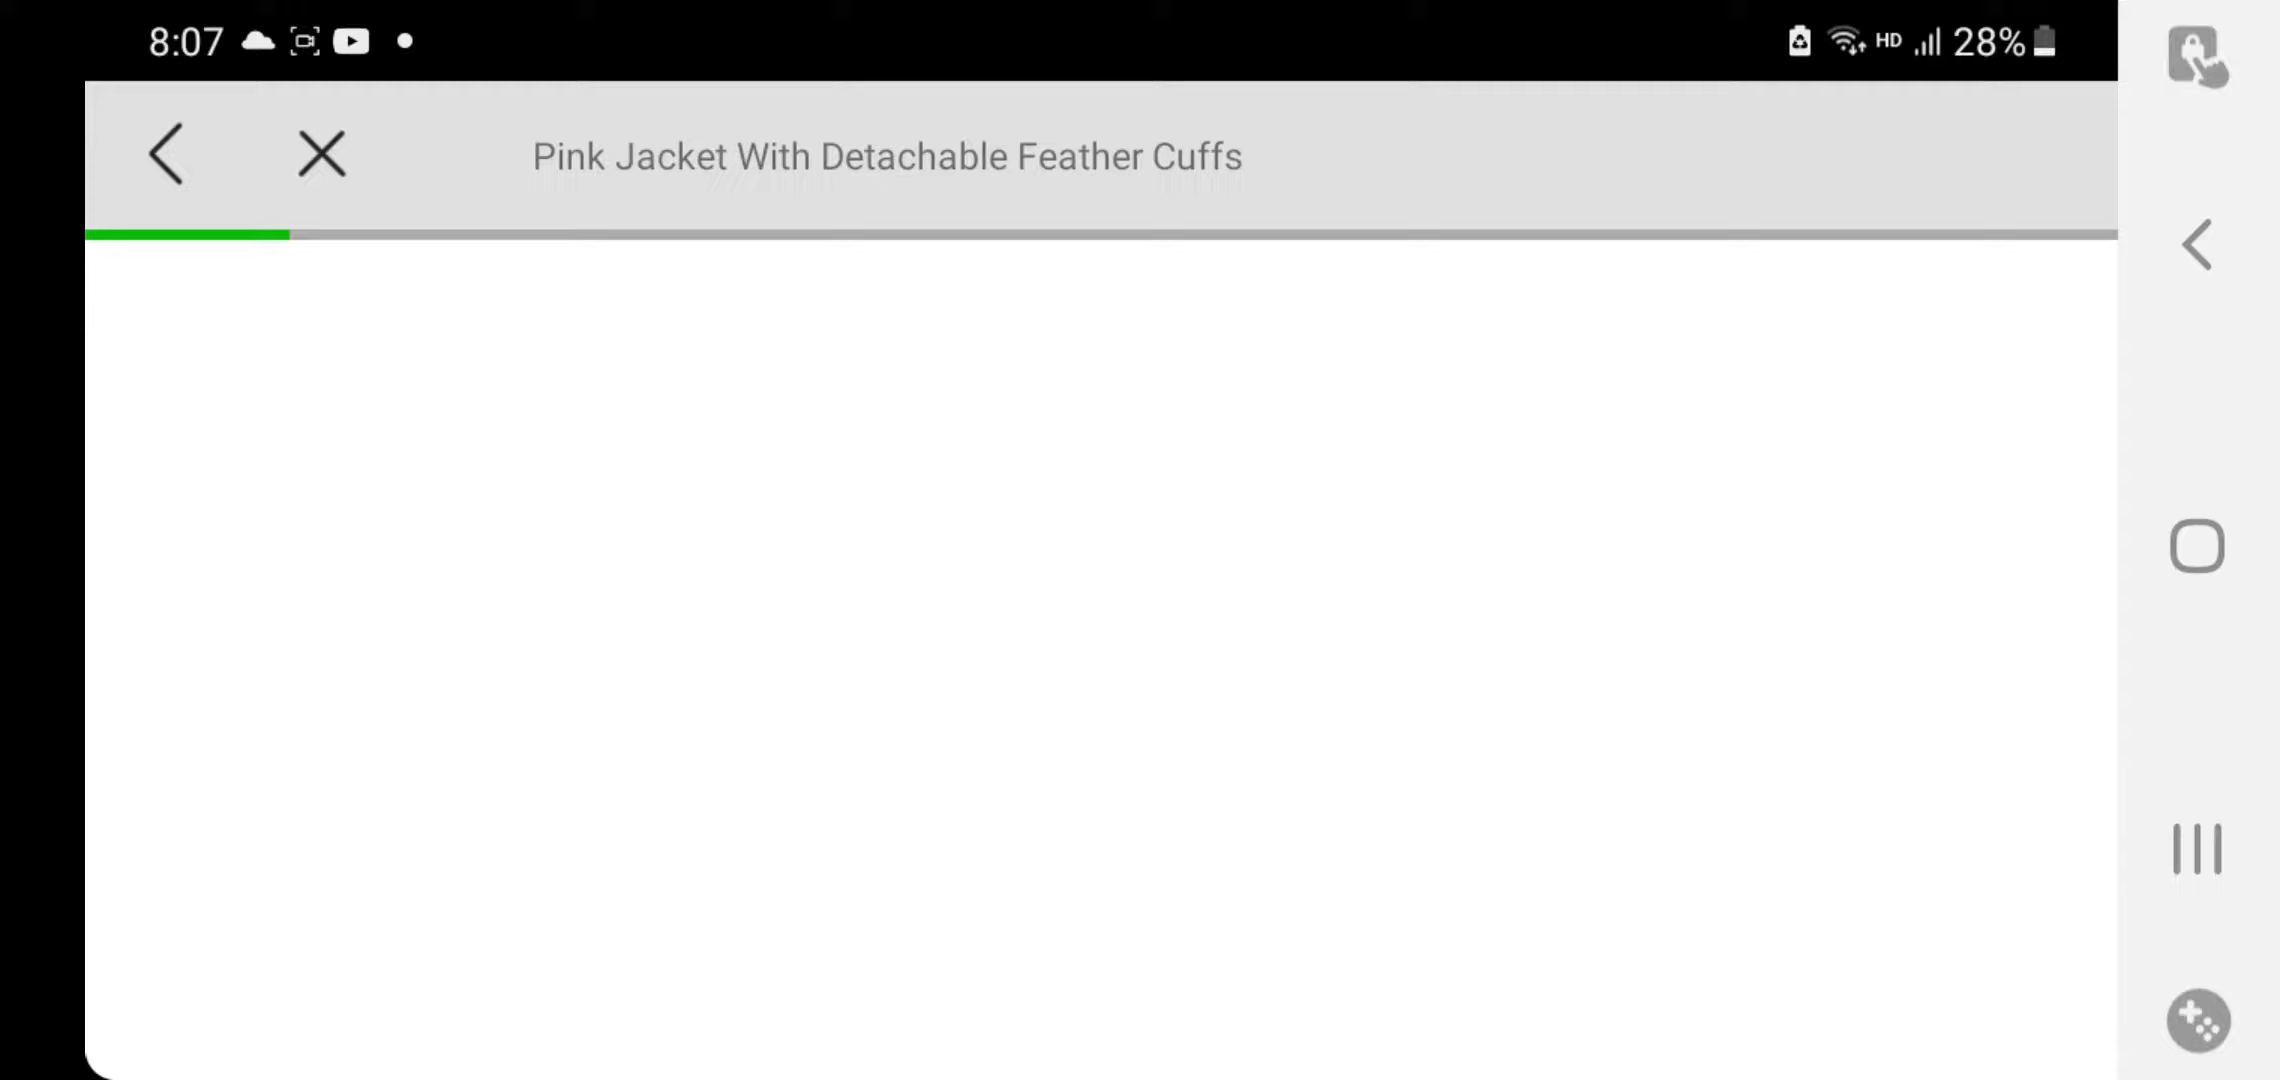 8:07 HD 28%
Pink Jacket With Detachable Feather Cuffs